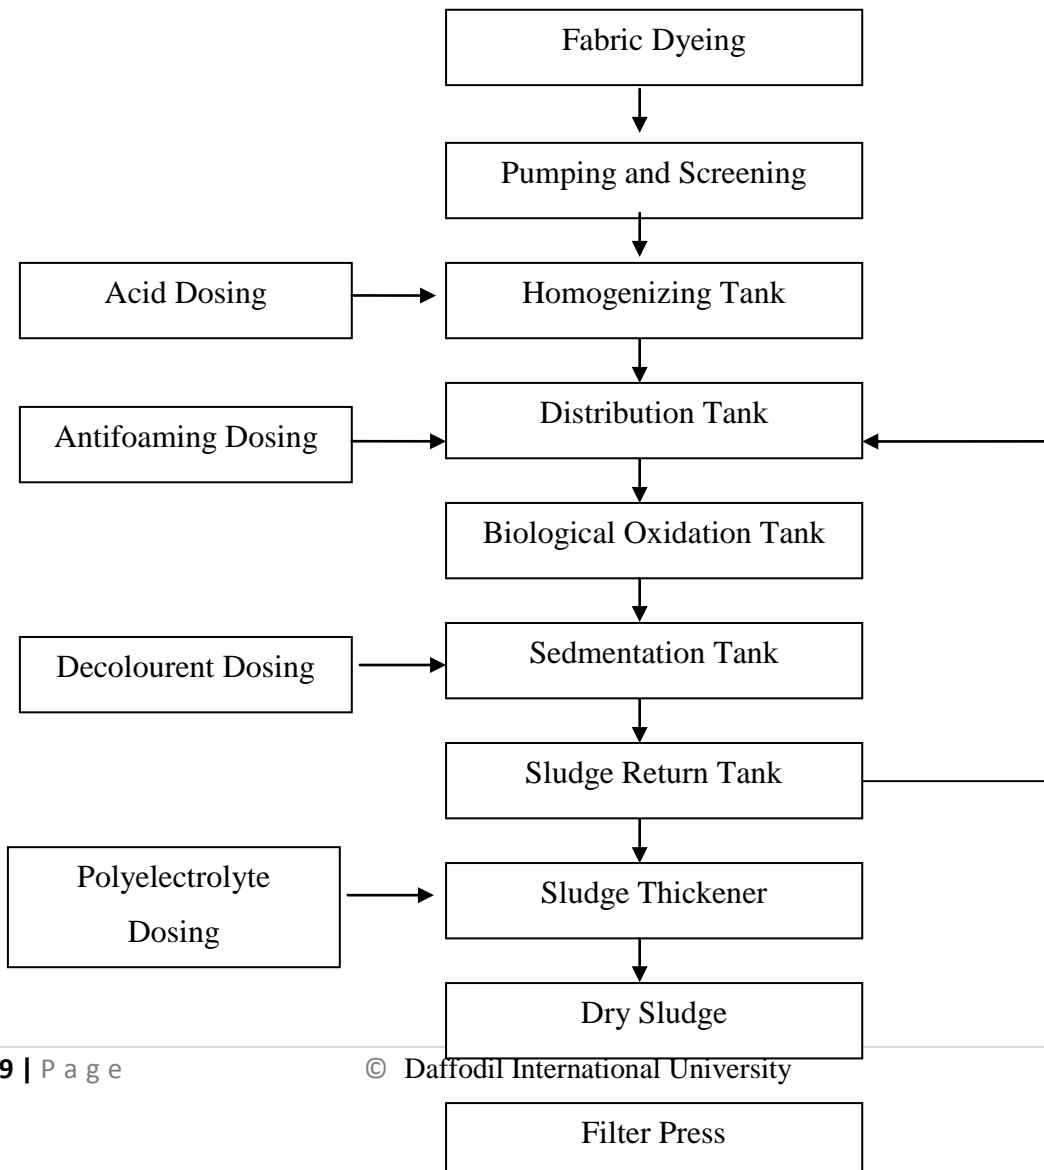 Fabric Dyeing
Pumping and Screening
Acid Dosing
Homogenizing Tank
Distribution Tank
Antifoaming Dosing
Biological Oxidation Tank
Sedmentation Tank
Decolourent Dosing
Sludge Return Tank
Polyelectrolyte
Dosing
Sludge Thickener
Dry Sludge
9 | P a g e
© Daffodil International University
Filter Press